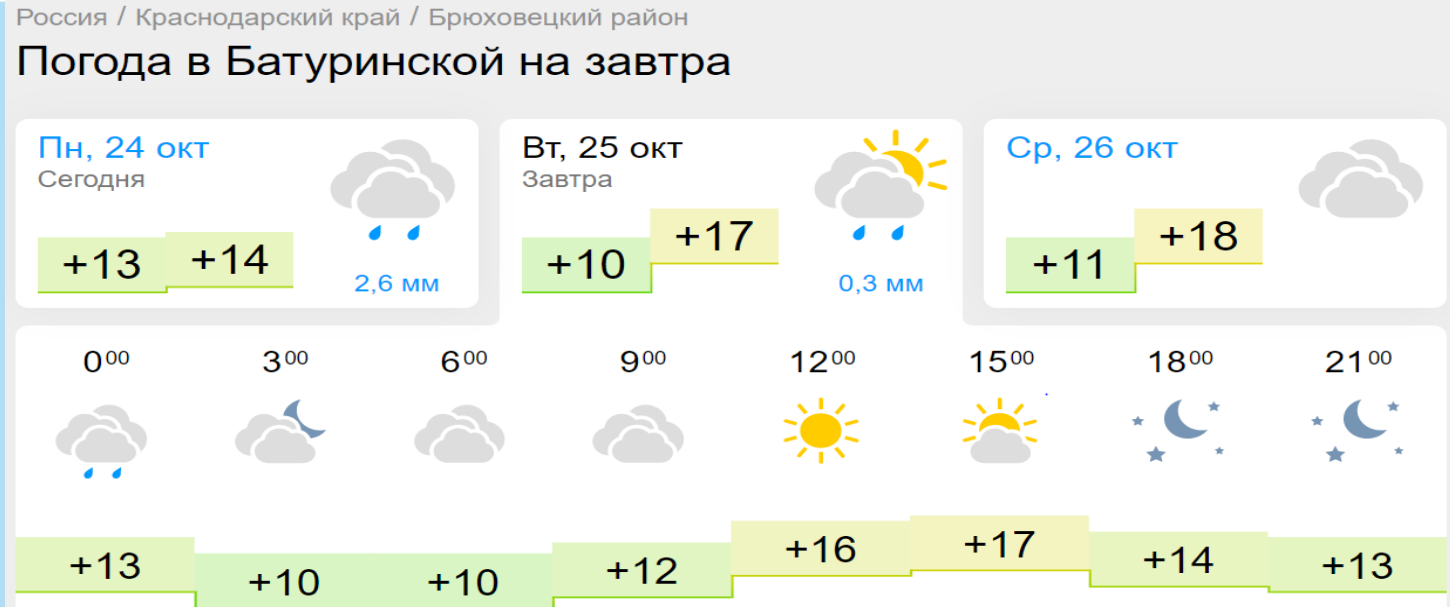 Россия / Краснодарский край / Брюховецкий район
Погода в Батуринской на завтра
Пн, 24 окт
Сегодня
+13 +14
2,6 мм
Вт, 25 окт
Завтра
+10 +17
0,3 мм
Ср, 26 окт
+11 +18
0⁰⁰ 3⁰⁰ 6⁰⁰ 9⁰⁰ 12⁰⁰ 15⁰⁰ 18⁰⁰ 21⁰⁰
+13 +10 +10 +12 +16 +17 +14 +13